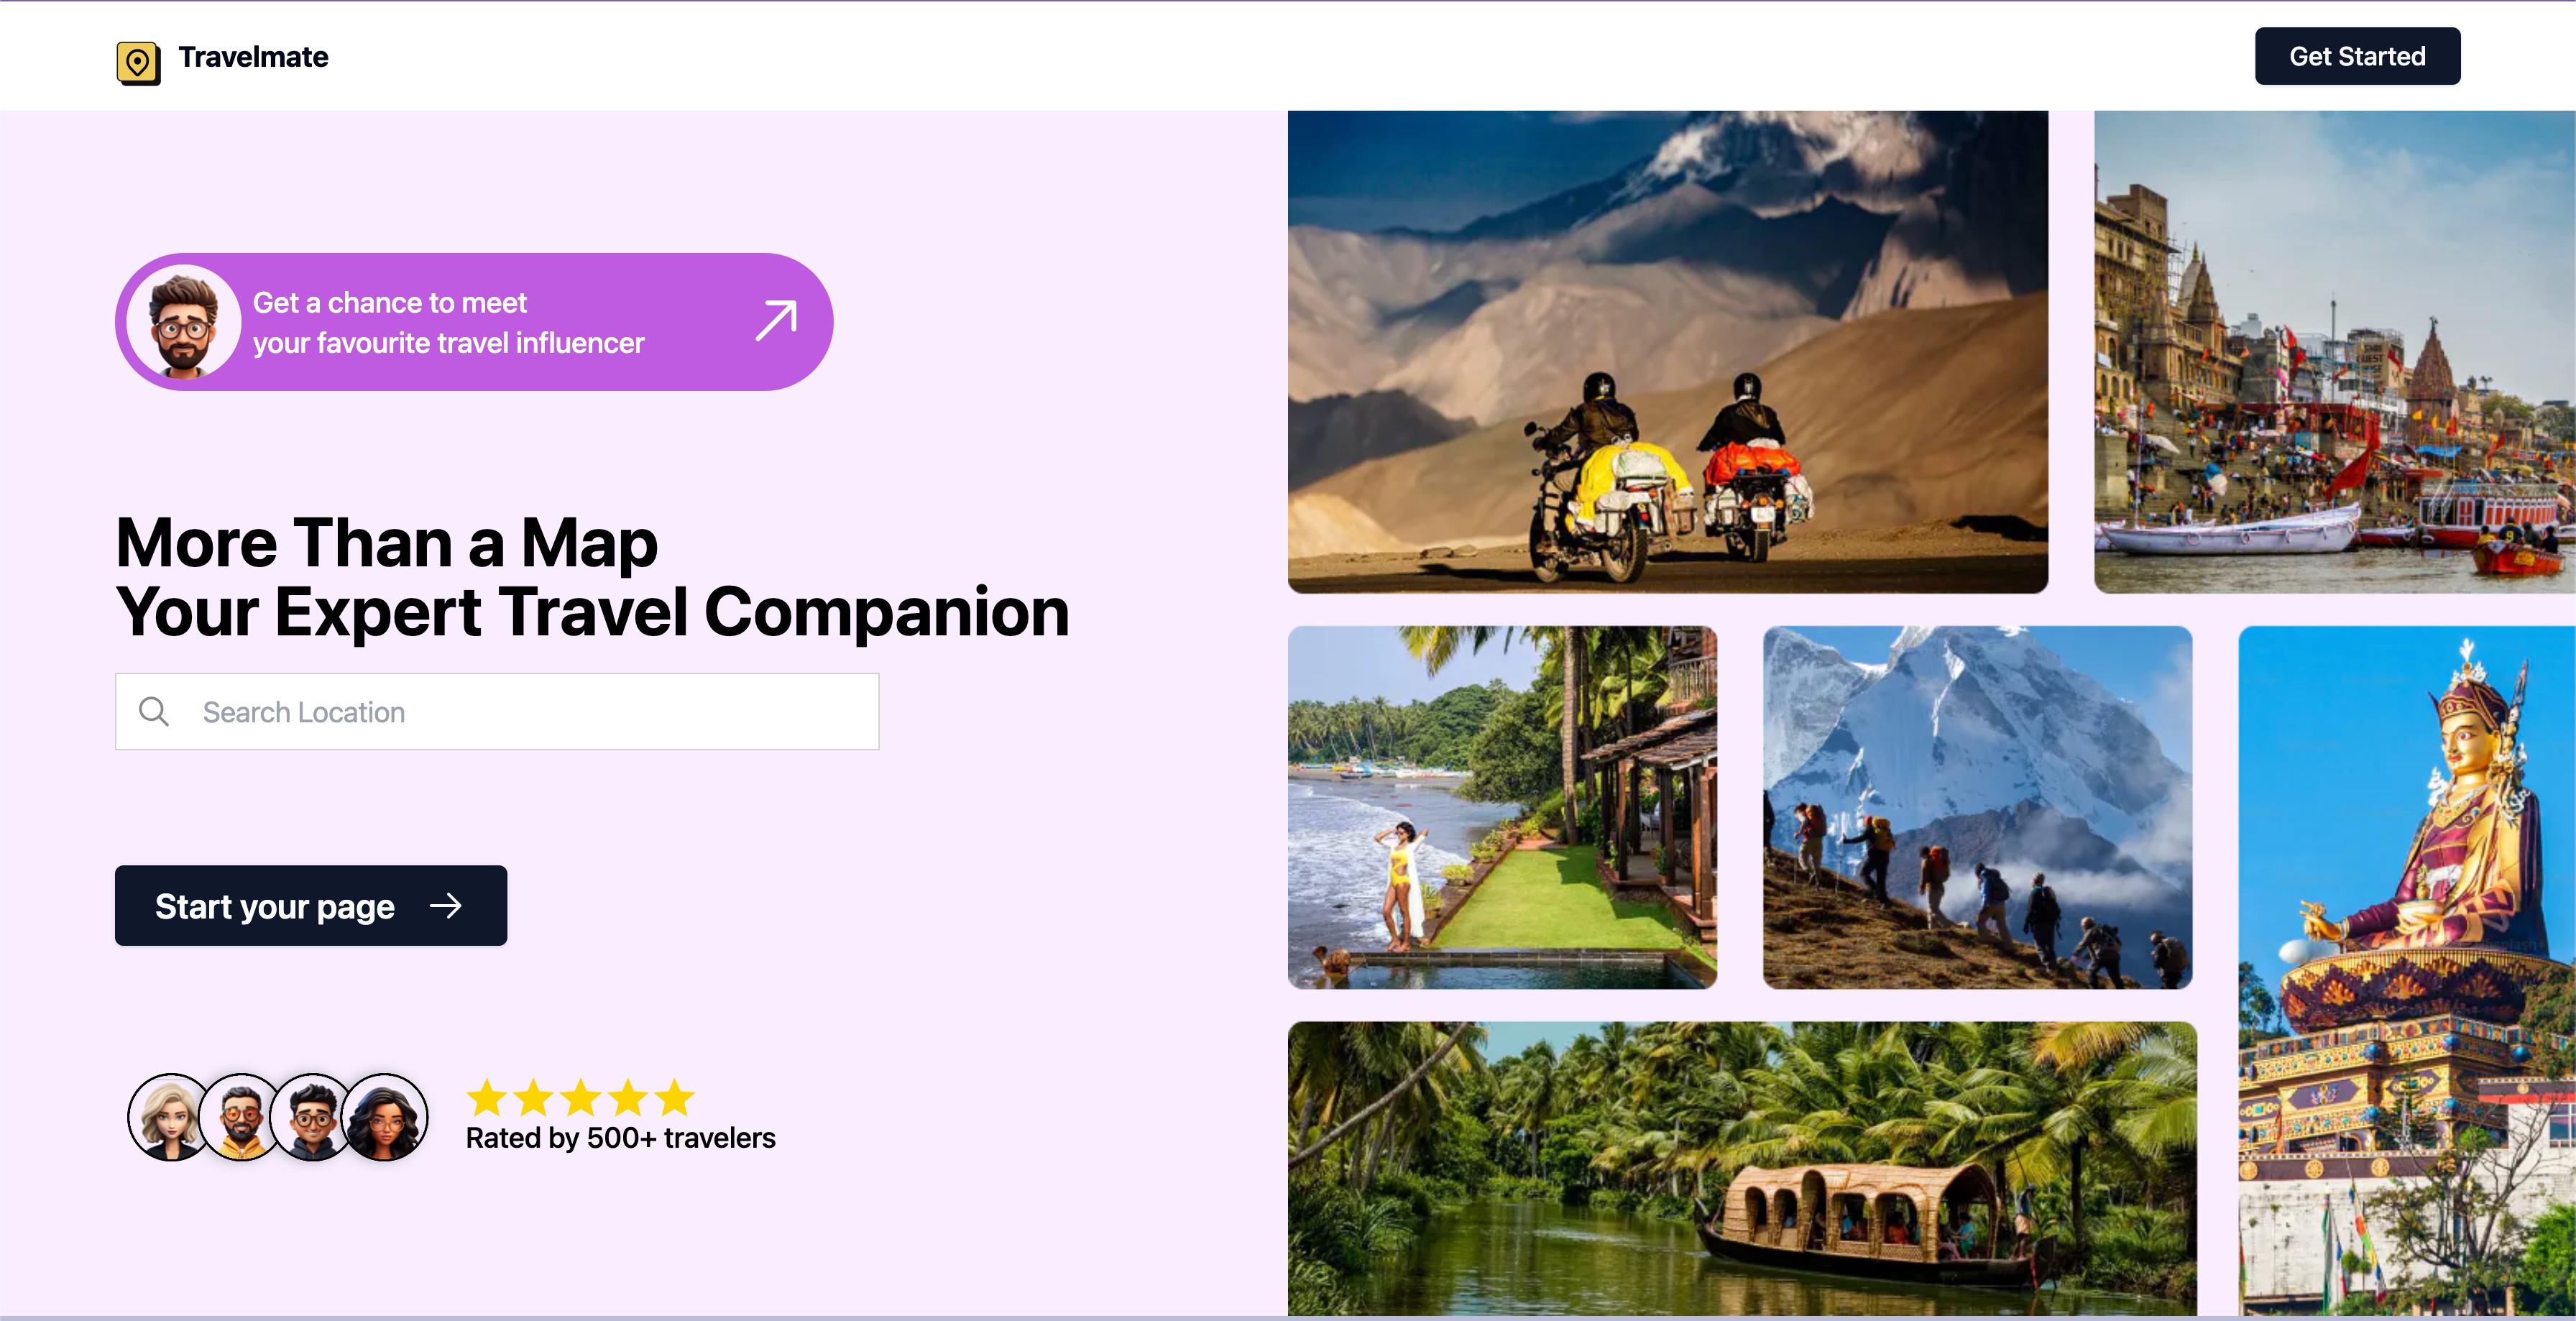 Travelmate
Get Started
Get a chance to meet
your favourite travel influencer
More Than a Map
Your Expert Travel Companion
Search Location
Start your page
Rated by 500+ travelers